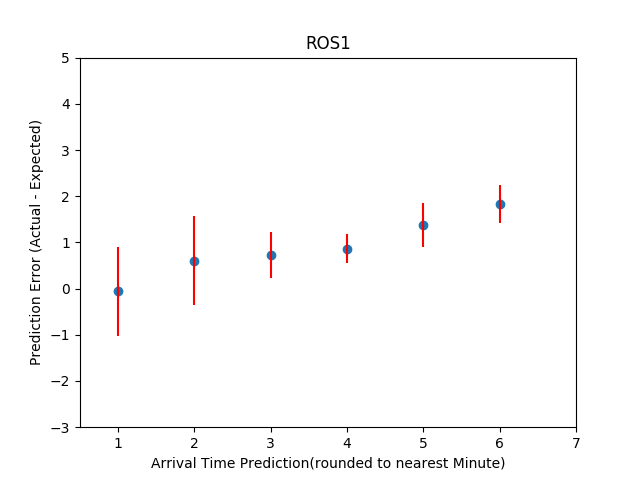 ROS1
Prediction Error (Actual - Expected)
5
4
3
2
1
0
−1
−2
−3
1 2 3 4 5 6 7
Arrival Time Prediction(rounded to nearest Minute)